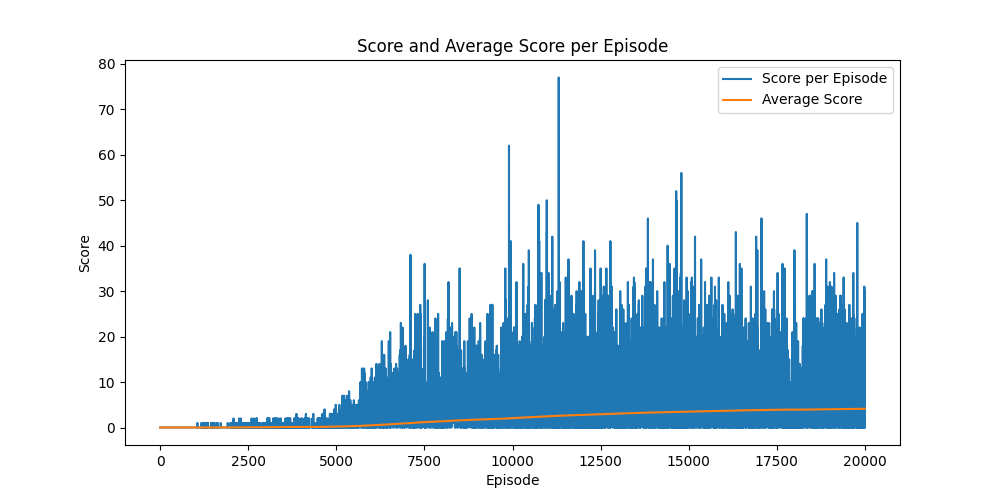 Score and Average Score per Episode
80
70
60
50
40
30
20
10
0
Score
Score per Episode
Average Score
0 2500 5000 7500 10000 12500 15000 17500 20000
Episode